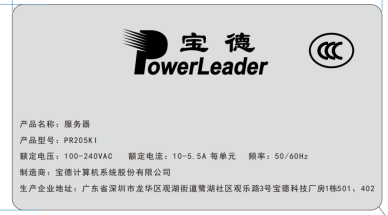 宝德
PowerLeader
CCC
产品名称：服务器
产品型号：PR205KI
额定电压：100-240VAC 额定电流：10-5.5A 每单元 频率：50/60Hz
制造商：宝德计算机系统股份有限公司
生产企业地址：广东省深圳市龙华区观湖街道鹭湖社区观乐路3号宝德科技厂房1栋501、402